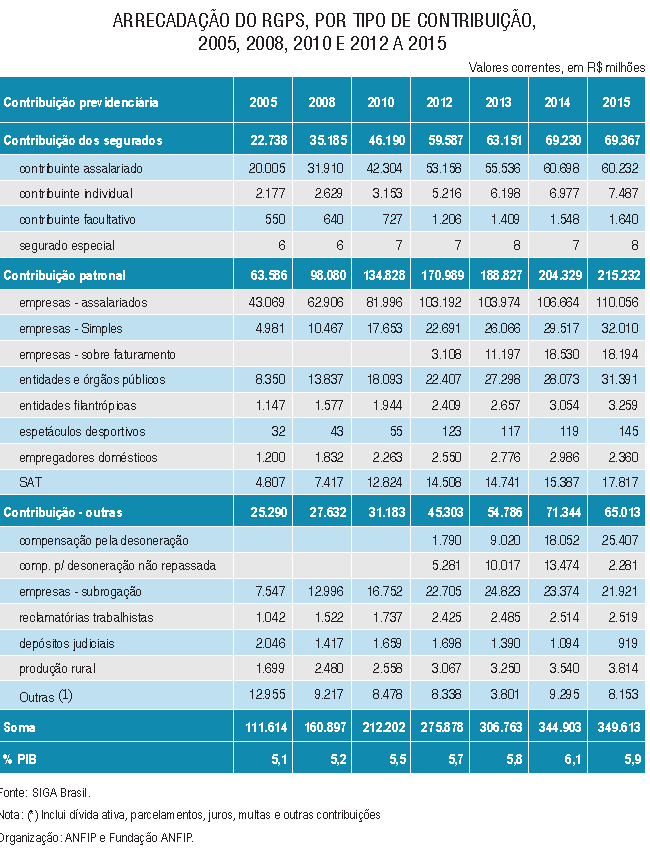 ARRECADAÇÃO DO RGPS, POR TIPO DE CONTRIBUIÇÃO,
2005, 2008, 2010 E 2012 A 2015
Valores correntes, em R$ milhões
Contribuição previdenciária 2005 2008 2010 2012 2013 2014 2015
Contribuição dos segurados 22.738 35.185 46.190 59.587 63.151 69.230 69.367
contribuinte assalariado 20.005 31.910 42.304 53.158 55.536 60.698 60.232
contribuinte individual 2.177 2.629 3.153 5.216 6.198 6.977 7.487
contribuinte facultativo 550 640 727 1.206 1.409 1.548 1.640
segurado especial 6 6 7 7 8 7 8
Contribuição patronal 63.586 98.080 134.828 170.989 188.827 204.329 215.232
empresas - assalariados 43.069 62.906 81.996 103.192 103.974 106.664 110.056
empresas - Simples 4.981 10.467 17.653 22.691 26.066 29.517 32.010
empresas - sobre faturamento 3.108 11.197 18.530 18.194
entidades e órgãos públicos 8.350 13.837 18.093 22.407 27.298 28.073 31.391
entidades filantrópicas 1.147 1.577 1.944 2.409 2.657 3.054 3.259
espetáculos desportivos 32 43 55 123 117 119 145
empregadores domésticos 1.200 1.832 2.263 2.550 2.776 2.986 2.360
SAT 4.807 7.417 12.824 14.508 14.741 15.387 17.817
Contribuição - outras 25.290 27.632 31.183 45.303 54.786 71.344 65.013
compensação pela desoneração 1.790 9.020 18.052 25.407
comp. p/ desoneração não repassada 5.281 10.017 13.474 2.281
empresas - subrogação 7.547 12.996 16.752 22.705 24.823 23.374 21.921
reclamatórias trabalhistas 1.042 1.522 1.737 2.425 2.485 2.514 2.519
depósitos judiciais 2.046 1.417 1.659 1.698 1.390 1.094 919
produção rural 1.699 2.480 2.558 3.067 3.250 3.540 3.814
Outras (1) 12.955 9.217 8.478 8.338 3.801 9.295 8.153
Soma 111.614 160.897 212.202 275.878 306.763 344.903 349.613
% PIB 5,1 5,2 5,5 5,7 5,8 6,1 5,9
Fonte: SIGA Brasil.
Nota: (*) Inclui dívida ativa, parcelamentos, juros, multas e outras contribuições
Organização: ANFIP e Fundação ANFIP.